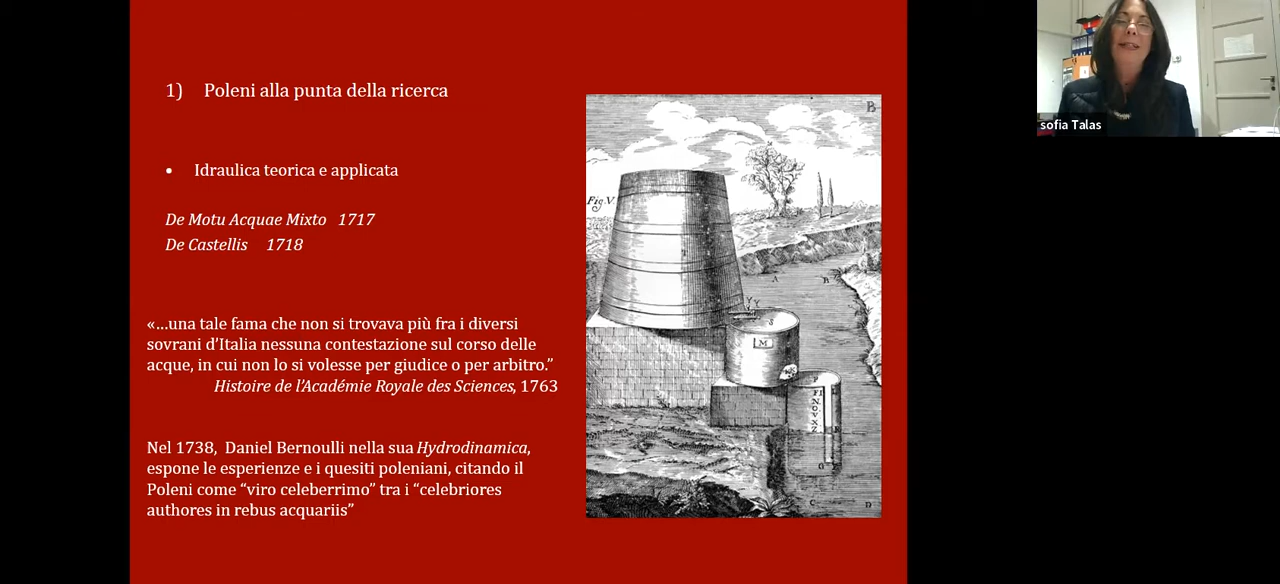 1) Poleni alla punta della ricerca
• Idraulica teorica e applicata
De Motu Acquae Mixto 1717
De Castellis 1718
«…una tale fama che non si trovava più fra i diversi
sovrani d’Italia nessuna contestazione sul corso delle
acque, in cui non lo si volesse per giudice o per arbitro.”
Histoire de l’Académie Royale des Sciences, 1763
Nel 1738, Daniel Bernoulli nella sua Hydrodinamica,
espone le esperienze e i quesiti poleniani, citando il
Poleni come “viro celeberrimo” tra i “celebriores
authores in rebus acquariis”
B
Fig V.
A
B
S
M
C
D
sofia Talas